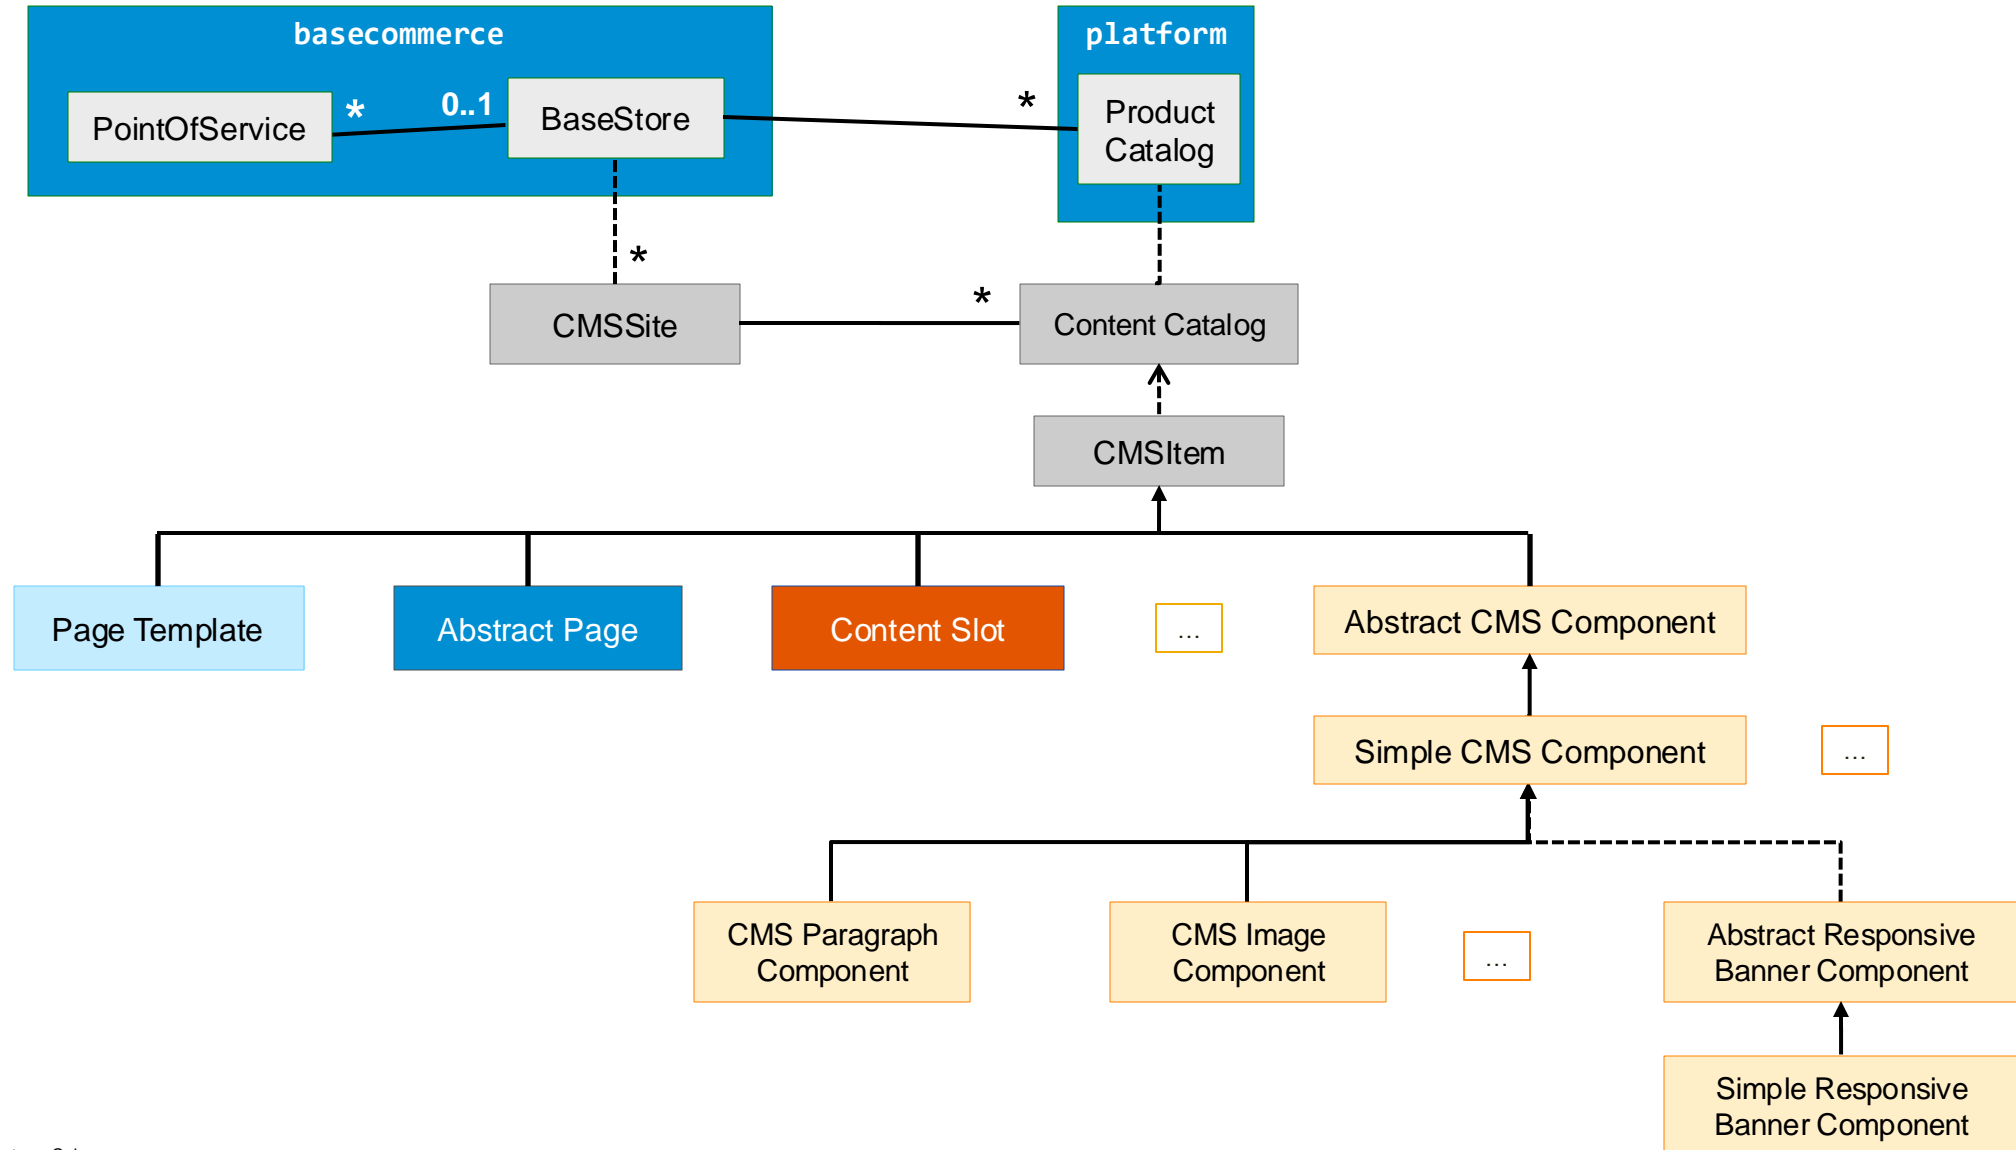 basecommerce
platform
PointOfService
*
0..1
BaseStore
*
Product
Catalog
*
CMSSite
*
Content Catalog
CMSItem
Page Template
Abstract Page
Content Slot
...
Abstract CMS Component
Simple CMS Component
...
CMS Paragraph
Component
CMS Image
Component
...
Abstract Responsive
Banner Component
Simple Responsive
Banner Component